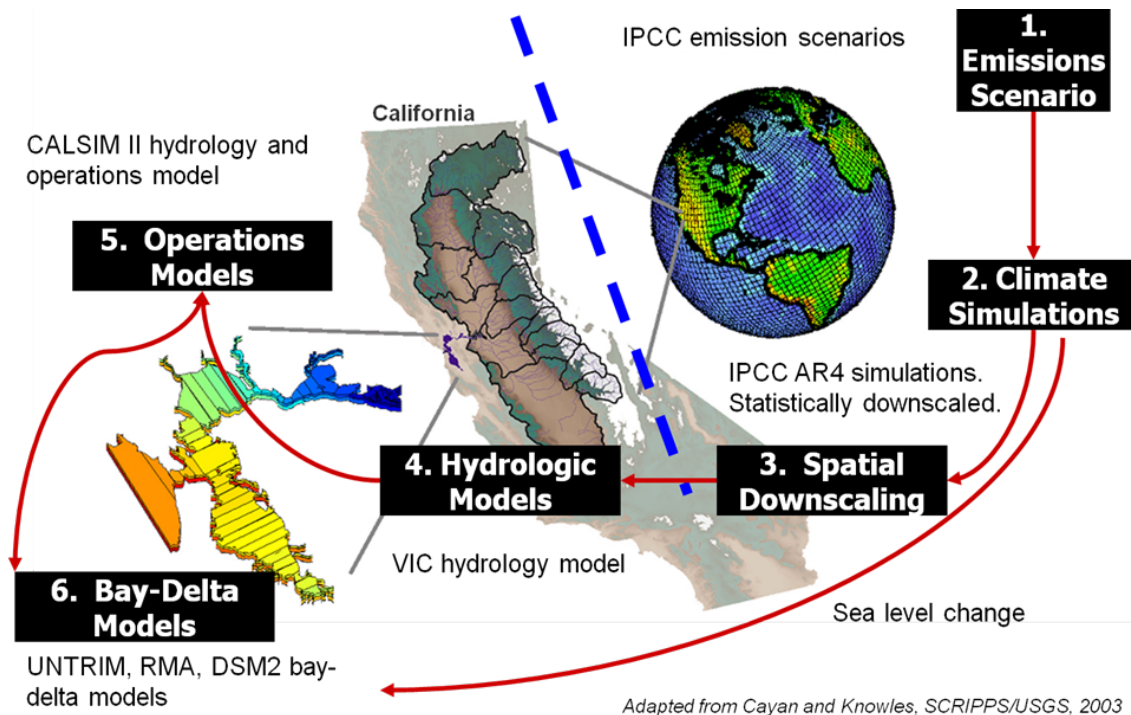 IPCC emission scenarios
1.
Emissions
Scenario
California
CALSIM II hydrology and
operations model
5. Operations
Models
2. Climate
Simulations
IPCC AR4 simulations.
Statistically downscaled.
4. Hydrologic
Models
3. Spatial
Downscaling
VIC hydrology model
6. Bay-Delta
Models
Sea level change
UNTRIM, RMA, DSM2 bay-
delta models
Adapted from Cayan and Knowles, SCRIPPS/USGS, 2003